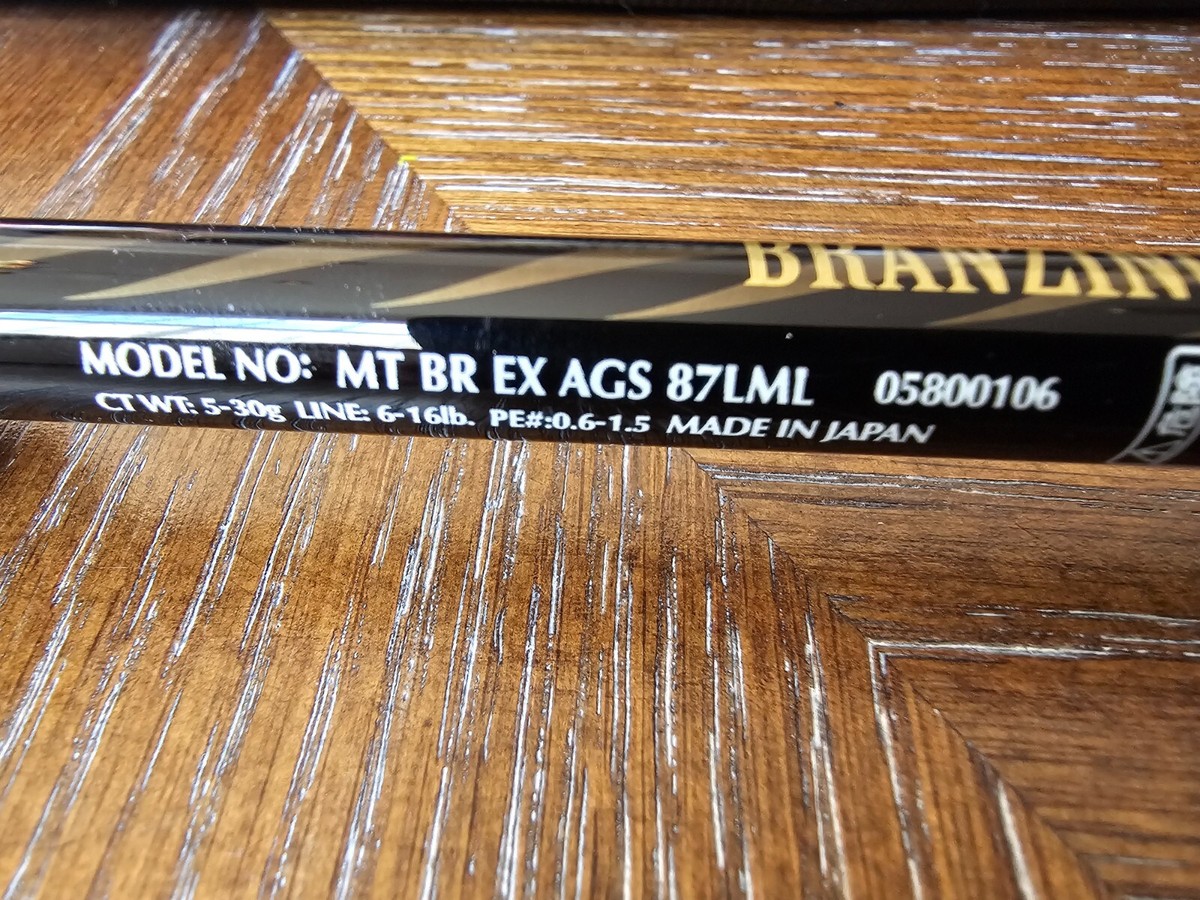 BRANZIN
MODEL NO: MT BR EX AGS 87LML 05800106
CT WT: 5-30g LINE: 6-16lb. PE#:0.6-1.5 MADE IN JAPAN